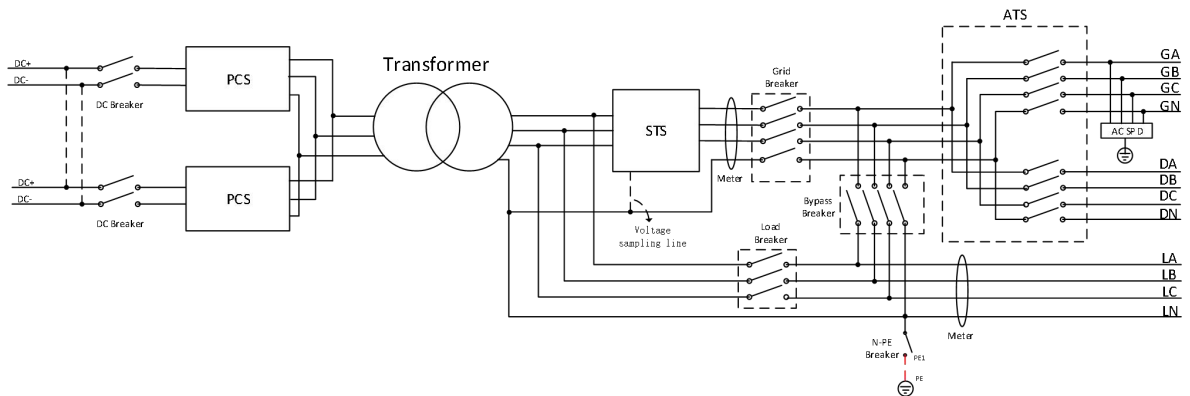 ATS
Transformer
GA
GB
GC
GN
DC+
DC-
DC Breaker
PCS
STS
Grid
Breaker
Meter
AC SPD
DC+
DC-
DC Breaker
PCS
Voltage
sampling line
Bypass
Breaker
DA
DB
DC
DN
Load
Breaker
LA
LB
LC
LN
Meter
N-PE
Breaker
PE1
PE